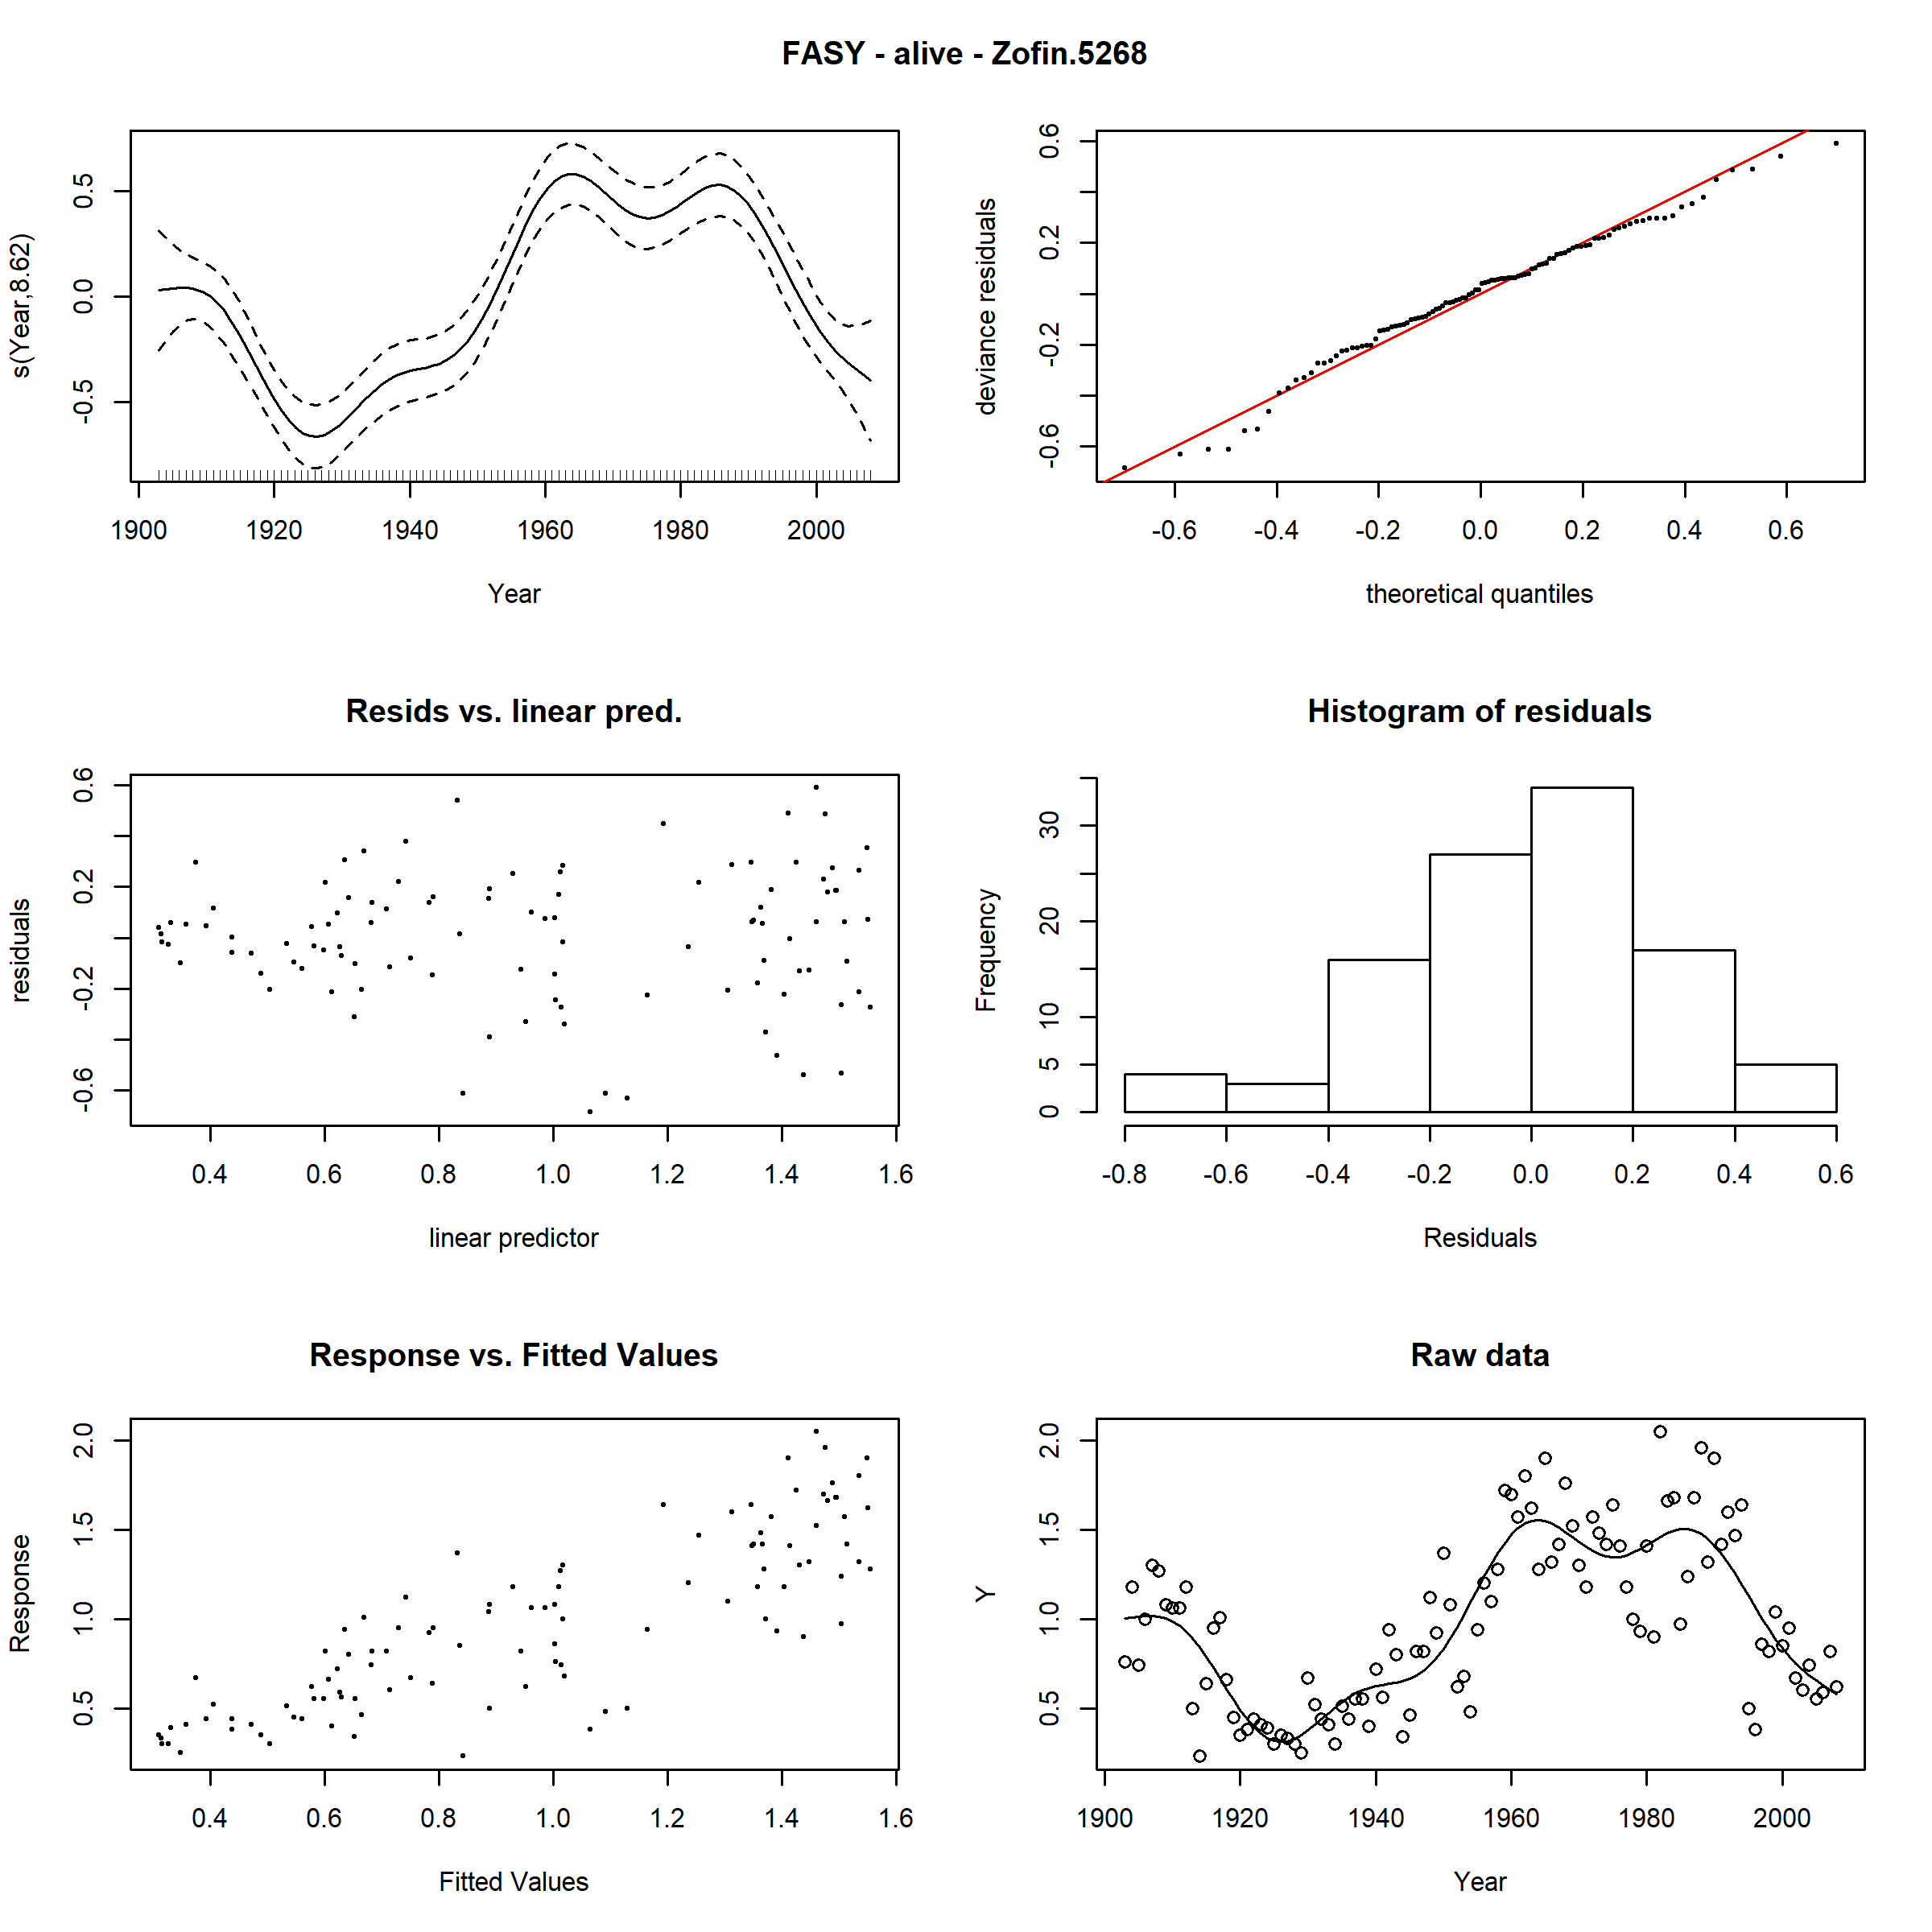 FASY - alive - Zofin.5268
s(Year,8.62)
0.5
0.0
-0.5
1900 1920 1940 1960 1980 2000
Year
deviance residuals
0.6
0.2
-0.2
-0.6
-0.6 -0.4 -0.2 0.0 0.2 0.4 0.6
theoretical quantiles
Resids vs. linear pred.
residuals
0.6
0.2
-0.2
-0.6
0.4 0.6 0.8 1.0 1.2 1.4 1.6
linear predictor
Histogram of residuals
Frequency
30
20
10
5
0
-0.8 -0.6 -0.4 -0.2 0.0 0.2 0.4 0.6
Residuals
Response vs. Fitted Values
Response
2.0
1.5
1.0
0.5
0.4 0.6 0.8 1.0 1.2 1.4 1.6
Fitted Values
Raw data
Y
2.0
1.5
1.0
0.5
1900 1920 1940 1960 1980 2000
Year